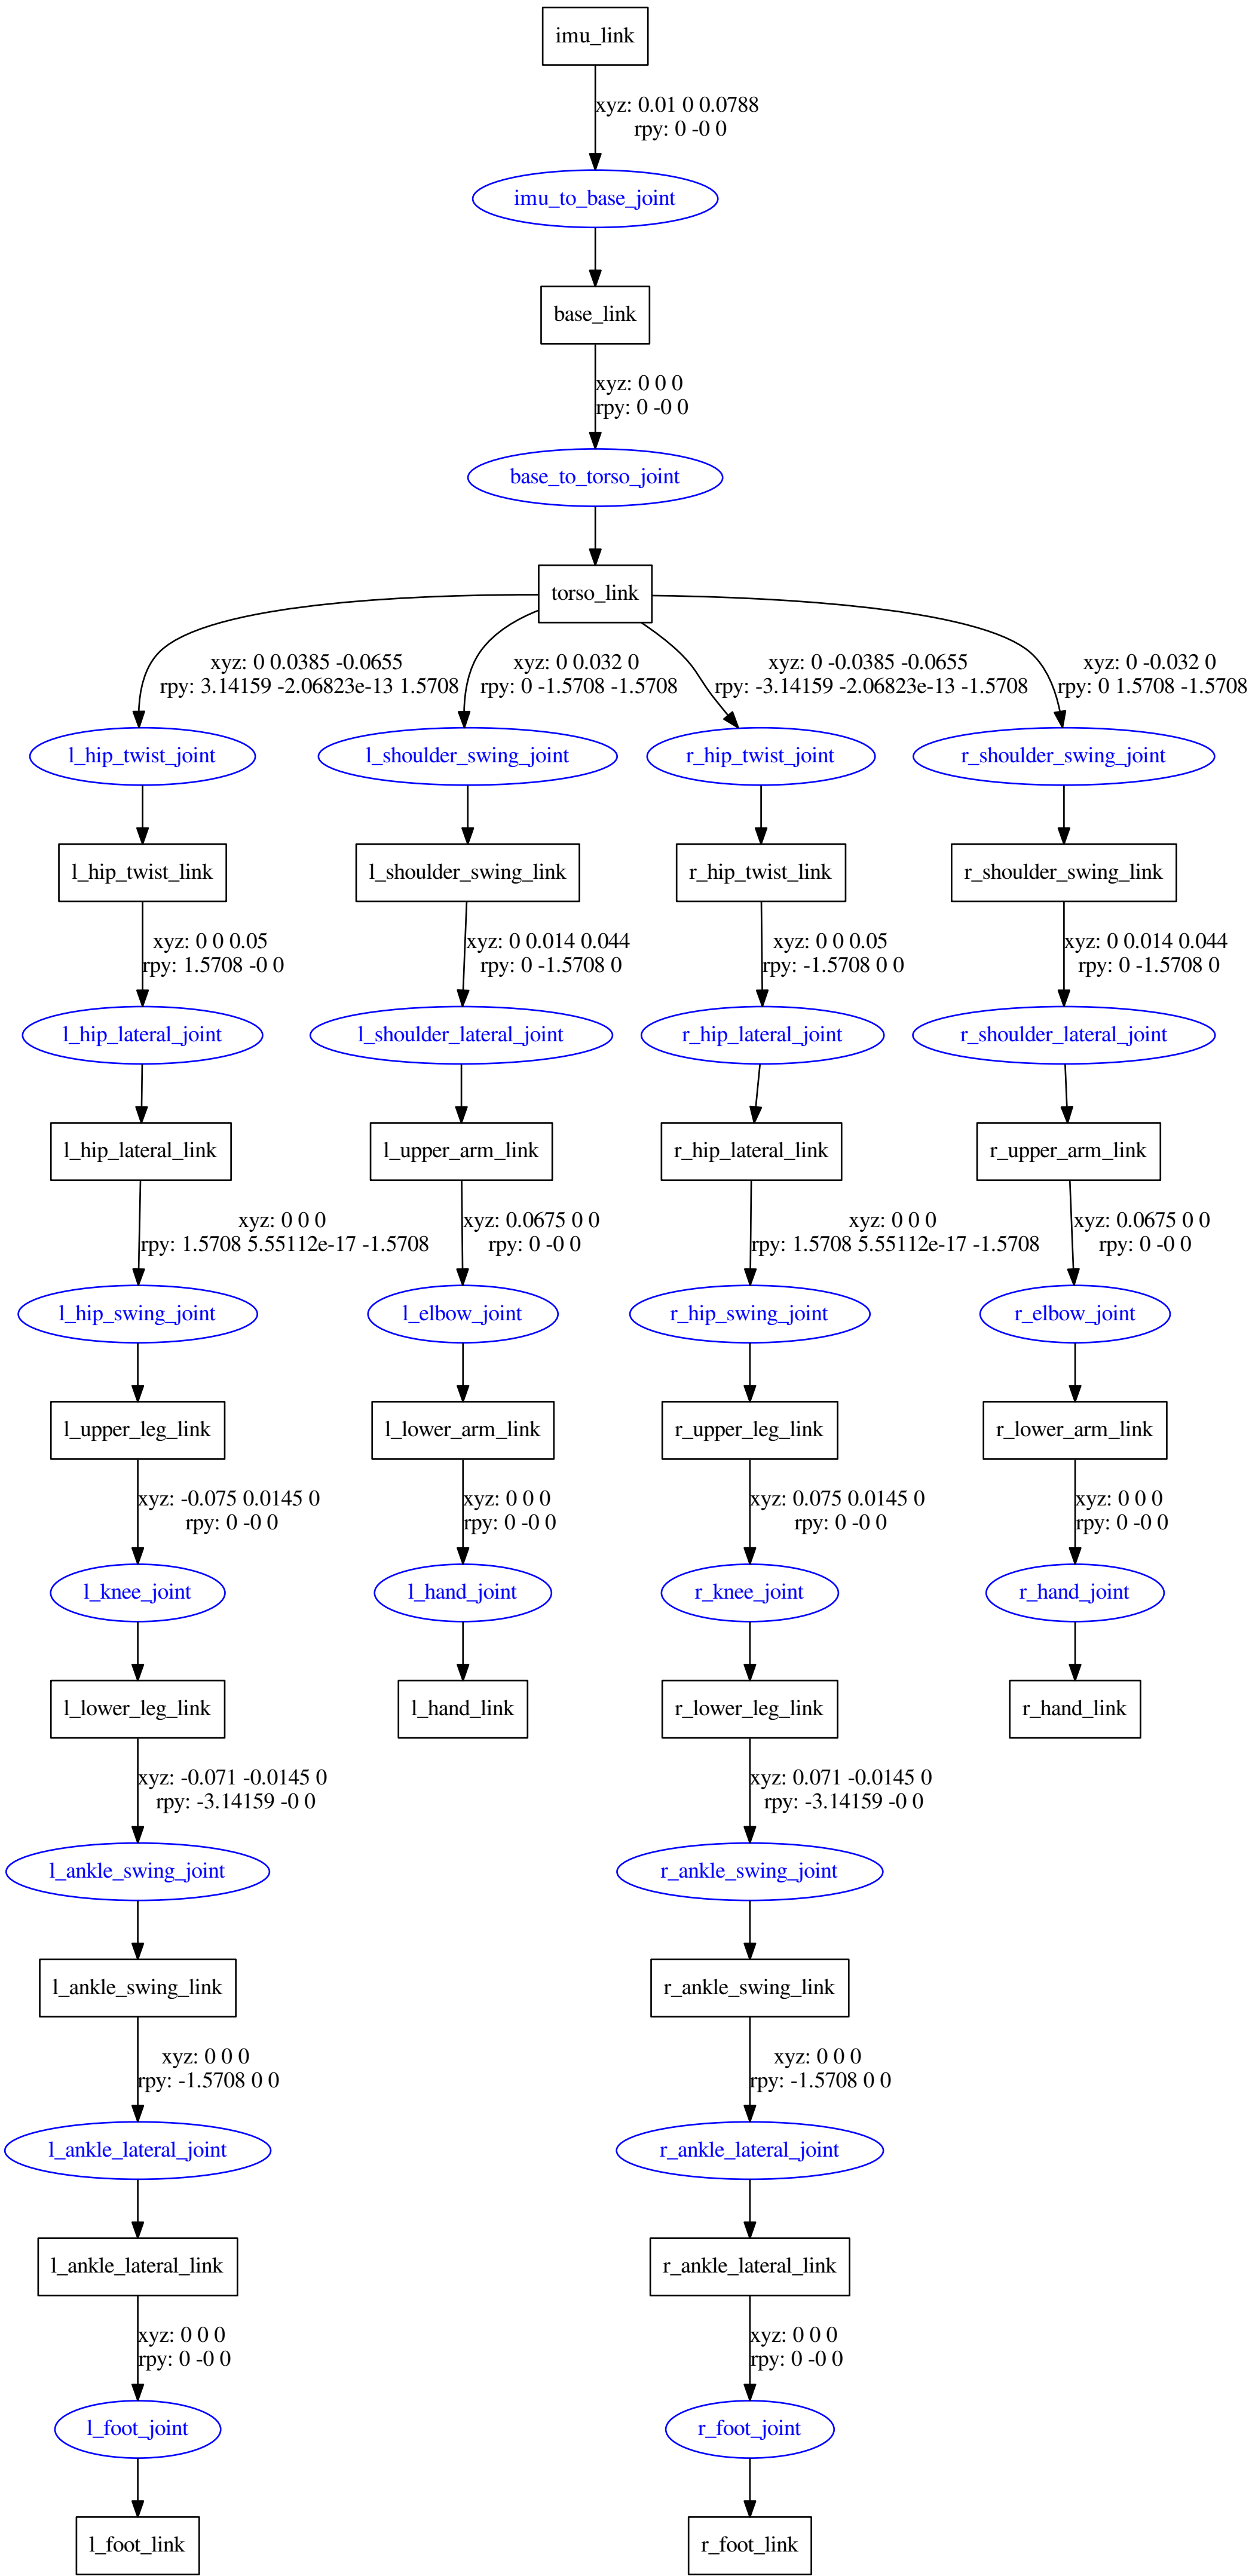 imu_link
xyz: 0.01 0 0.0788
rpy: 0 -0 0
imu_to_base_joint
base_link
xyz: 0 0 0
rpy: 0 -0 0
base_to_torso_joint
torso_link
xyz: 0 0.0385 -0.0655
rpy: 3.14159 -2.06823e-13 1.5708
xyz: 0 0.032 0
rpy: 0 -1.5708 -1.5708
xyz: 0 -0.0385 -0.0655
rpy: -3.14159 -2.06823e-13 -1.5708
xyz: 0 -0.032 0
rpy: 0 1.5708 -1.5708
l_hip_twist_joint
l_shoulder_swing_joint
r_hip_twist_joint
r_shoulder_swing_joint
l_hip_twist_link
l_shoulder_swing_link
r_hip_twist_link
r_shoulder_swing_link
xyz: 0 0 0.05
rpy: 1.5708 -0 0
xyz: 0 0.014 0.044
rpy: 0 -1.5708 0
xyz: 0 0 0.05
rpy: -1.5708 0 0
xyz: 0 0.014 0.044
rpy: 0 -1.5708 0
l_hip_lateral_joint
l_shoulder_lateral_joint
r_hip_lateral_joint
r_shoulder_lateral_joint
l_hip_lateral_link
l_upper_arm_link
r_hip_lateral_link
r_upper_arm_link
xyz: 0 0 0
rpy: 1.5708 5.55112e-17 -1.5708
xyz: 0.0675 0 0
rpy: 0 -0 0
xyz: 0 0 0
rpy: 1.5708 5.55112e-17 -1.5708
xyz: 0.0675 0 0
rpy: 0 -0 0
l_hip_swing_joint
l_elbow_joint
r_hip_swing_joint
r_elbow_joint
l_upper_leg_link
l_lower_arm_link
r_upper_leg_link
r_lower_arm_link
xyz: -0.075 0.0145 0
rpy: 0 -0 0
xyz: 0 0 0
rpy: 0 -0 0
xyz: 0.075 0.0145 0
rpy: 0 -0 0
xyz: 0 0 0
rpy: 0 -0 0
l_knee_joint
l_hand_joint
r_knee_joint
r_hand_joint
l_lower_leg_link
l_hand_link
r_lower_leg_link
r_hand_link
xyz: -0.071 -0.0145 0
rpy: -3.14159 -0 0
xyz: 0.071 -0.0145 0
rpy: -3.14159 -0 0
l_ankle_swing_joint
r_ankle_swing_joint
l_ankle_swing_link
r_ankle_swing_link
xyz: 0 0 0
rpy: -1.5708 0 0
xyz: 0 0 0
rpy: -1.5708 0 0
l_ankle_lateral_joint
r_ankle_lateral_joint
l_ankle_lateral_link
r_ankle_lateral_link
xyz: 0 0 0
rpy: 0 -0 0
xyz: 0 0 0
rpy: 0 -0 0
l_foot_joint
r_foot_joint
l_foot_link
r_foot_link